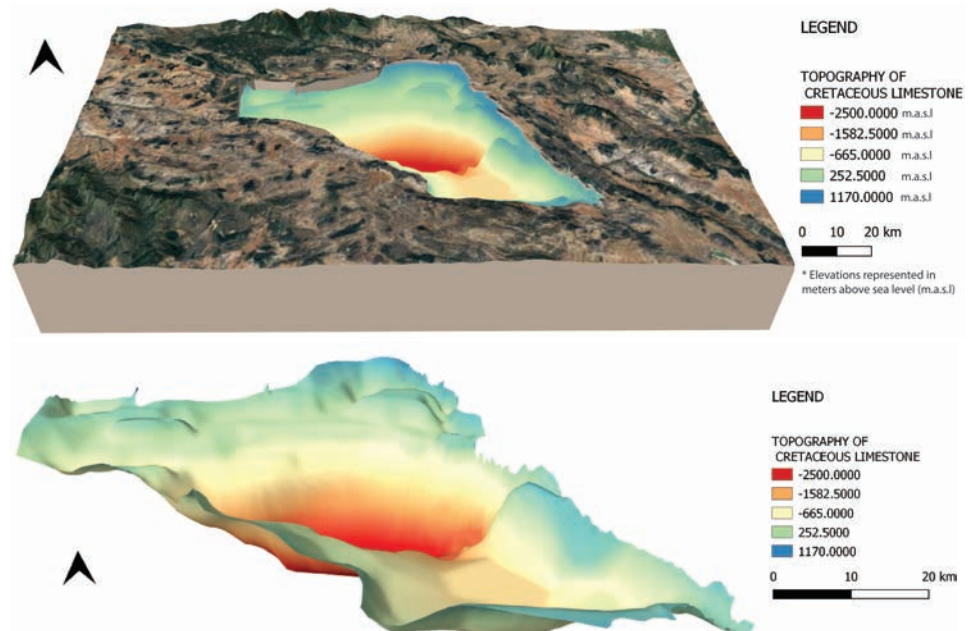 LEGEND
TOPOGRAPHY OF
CRETACEOUS LIMESTONE
-2500.0000 m.a.s.l
-1582.5000 m.a.s.l
-665.0000 m.a.s.l
252.5000 m.a.s.l
1170.0000 m.a.s.l
0 10 20 km
* Elevations represented in
meters above sea level (m.a.s.l)
LEGEND
TOPOGRAPHY OF
CRETACEOUS LIMESTONE
-2500.0000
-1582.5000
-665.0000
252.5000
1170.0000
0 10 20 km